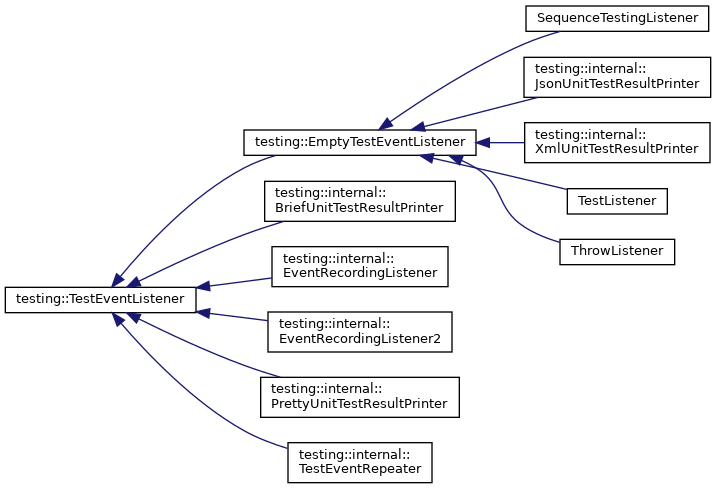 SequenceTestingListener
testing::internal::
JsonUnitTestResultPrinter
testing::EmptyTestEventListener
testing::internal::
XmlUnitTestResultPrinter
TestListener
testing::internal::
BriefUnitTestResultPrinter
ThrowListener
testing::internal::
EventRecordingListener
testing::TestEventListener
testing::internal::
EventRecordingListener2
testing::internal::
PrettyUnitTestResultPrinter
testing::internal::
TestEventRepeater